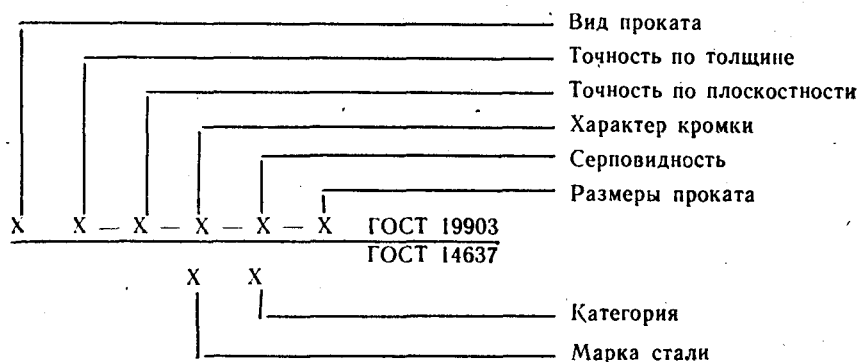 Вид проката
Точность по толщине
Точность по плоскостности
Характер кромки
Серповидность
Размеры проката
X X — X — X — X — X ГОСТ 19903
ГОСТ 14637
X X
Категория
Марка стали